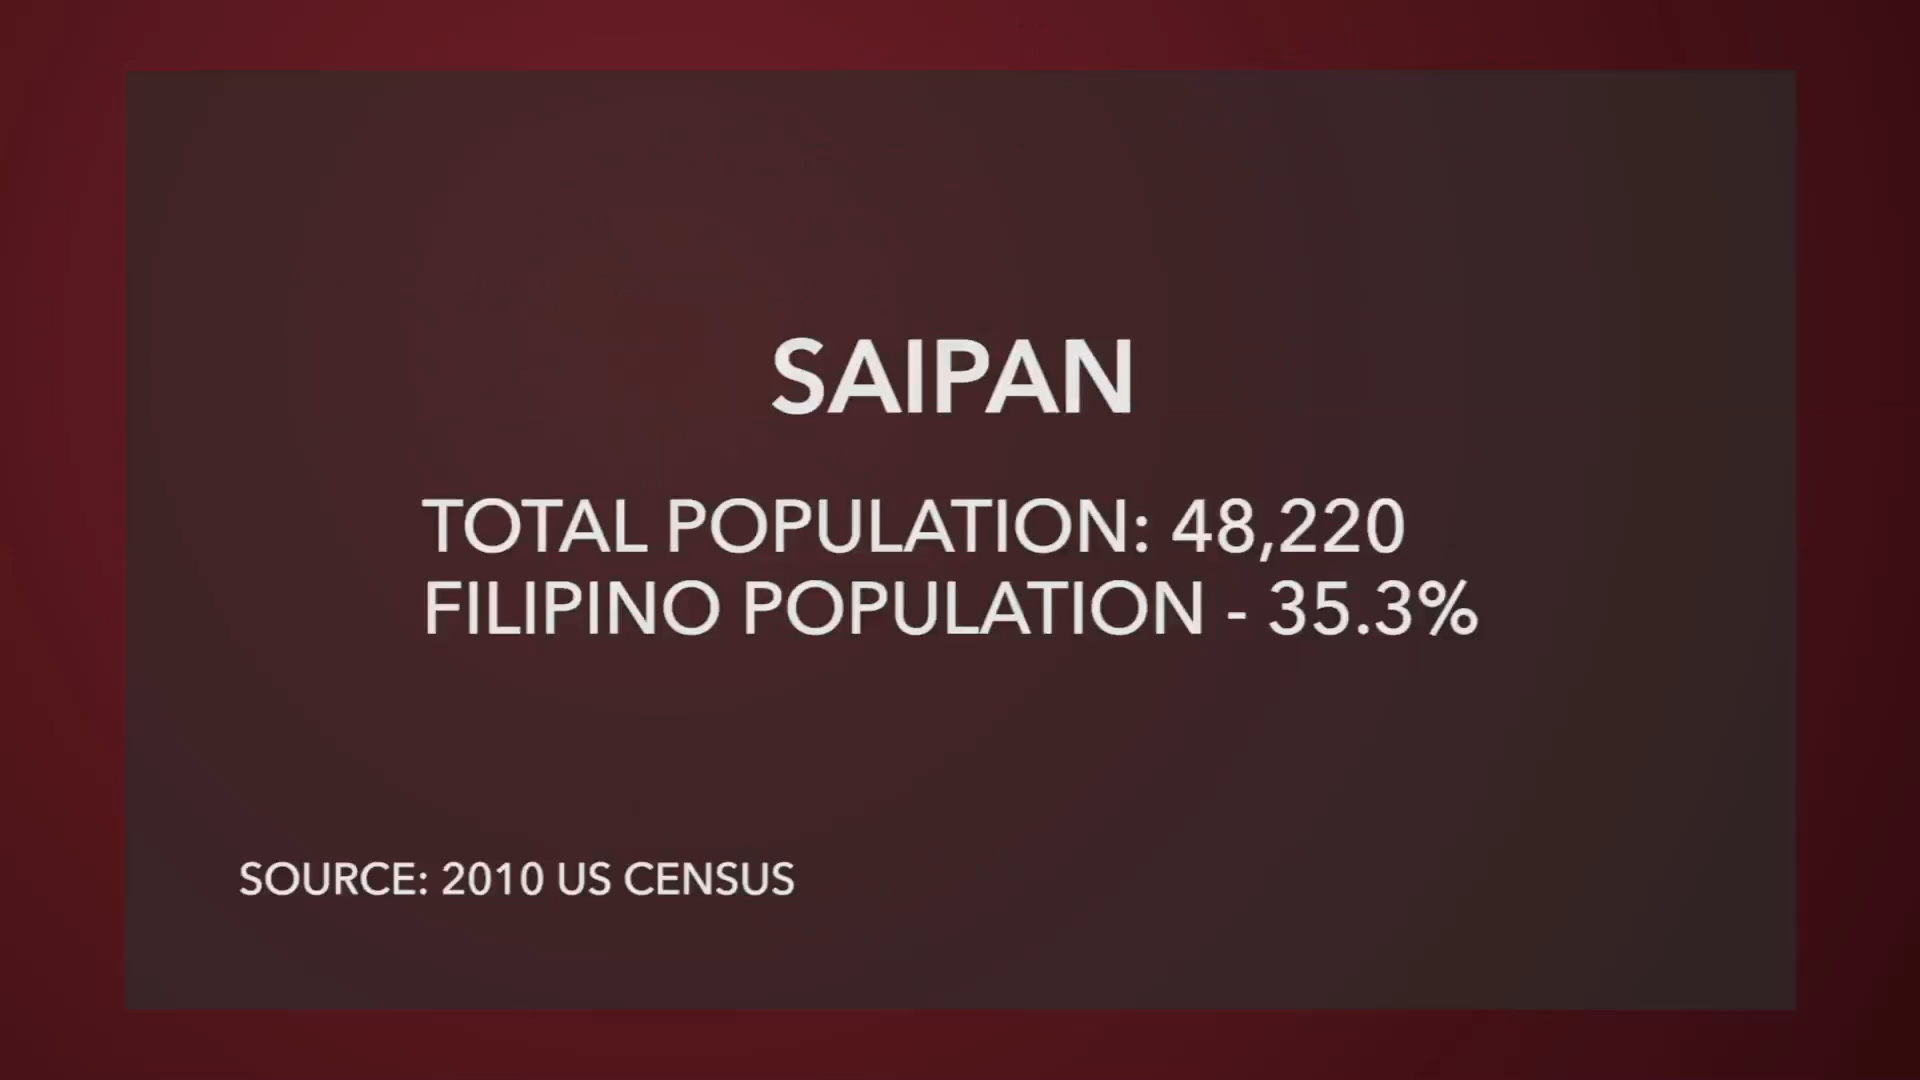 SAIPAN
TOTAL POPULATION: 48,220
FILIPINO POPULATION - 35.3%
SOURCE: 2010 US CENSUS